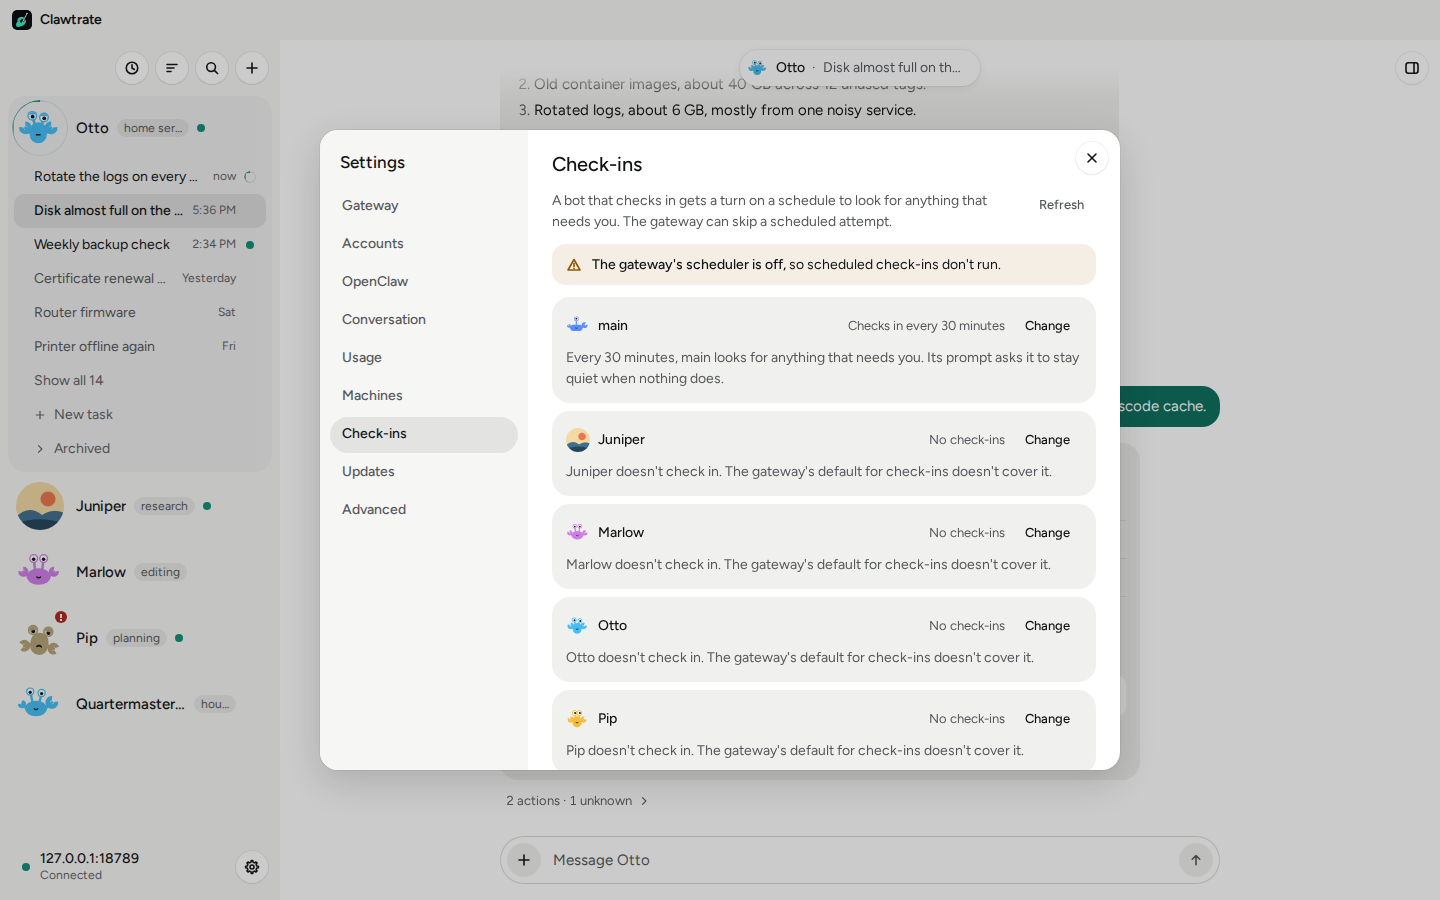 Clawtrate
Otto home ser...
Rotate the logs on every ... now
Disk almost full on the ... 5:36 PM
Weekly backup check 2:34 PM
Certificate renewal ... Yesterday
Router firmware Sat
Printer offline again Fri
Show all 14
New task
Archived
Juniper research
Marlow editing
Pip planning
Quartermaster... hou...
127.0.0.1:18789
Connected
Otto · Disk almost full on th...
2. Old container images, about 40 GB across 12 unused tags.
3. Rotated logs, about 6 GB, mostly from one noisy service.
scode cache.
Settings
Gateway
Accounts
OpenClaw
Conversation
Usage
Machines
Check-ins
Updates
Advanced
Check-ins
A bot that checks in gets a turn on a schedule to look for anything that
needs you. The gateway can skip a scheduled attempt.
Refresh
The gateway's scheduler is off, so scheduled check-ins don't run.
main Checks in every 30 minutes Change
Every 30 minutes, main looks for anything that needs you. Its prompt asks it to stay
quiet when nothing does.
Juniper No check-ins Change
Juniper doesn't check in. The gateway's default for check-ins doesn't cover it.
Marlow No check-ins Change
Marlow doesn't check in. The gateway's default for check-ins doesn't cover it.
Otto No check-ins Change
Otto doesn't check in. The gateway's default for check-ins doesn't cover it.
Pip No check-ins Change
Pip doesn't check in. The gateway's default for check-ins doesn't cover it.
2 actions · 1 unknown
Message Otto